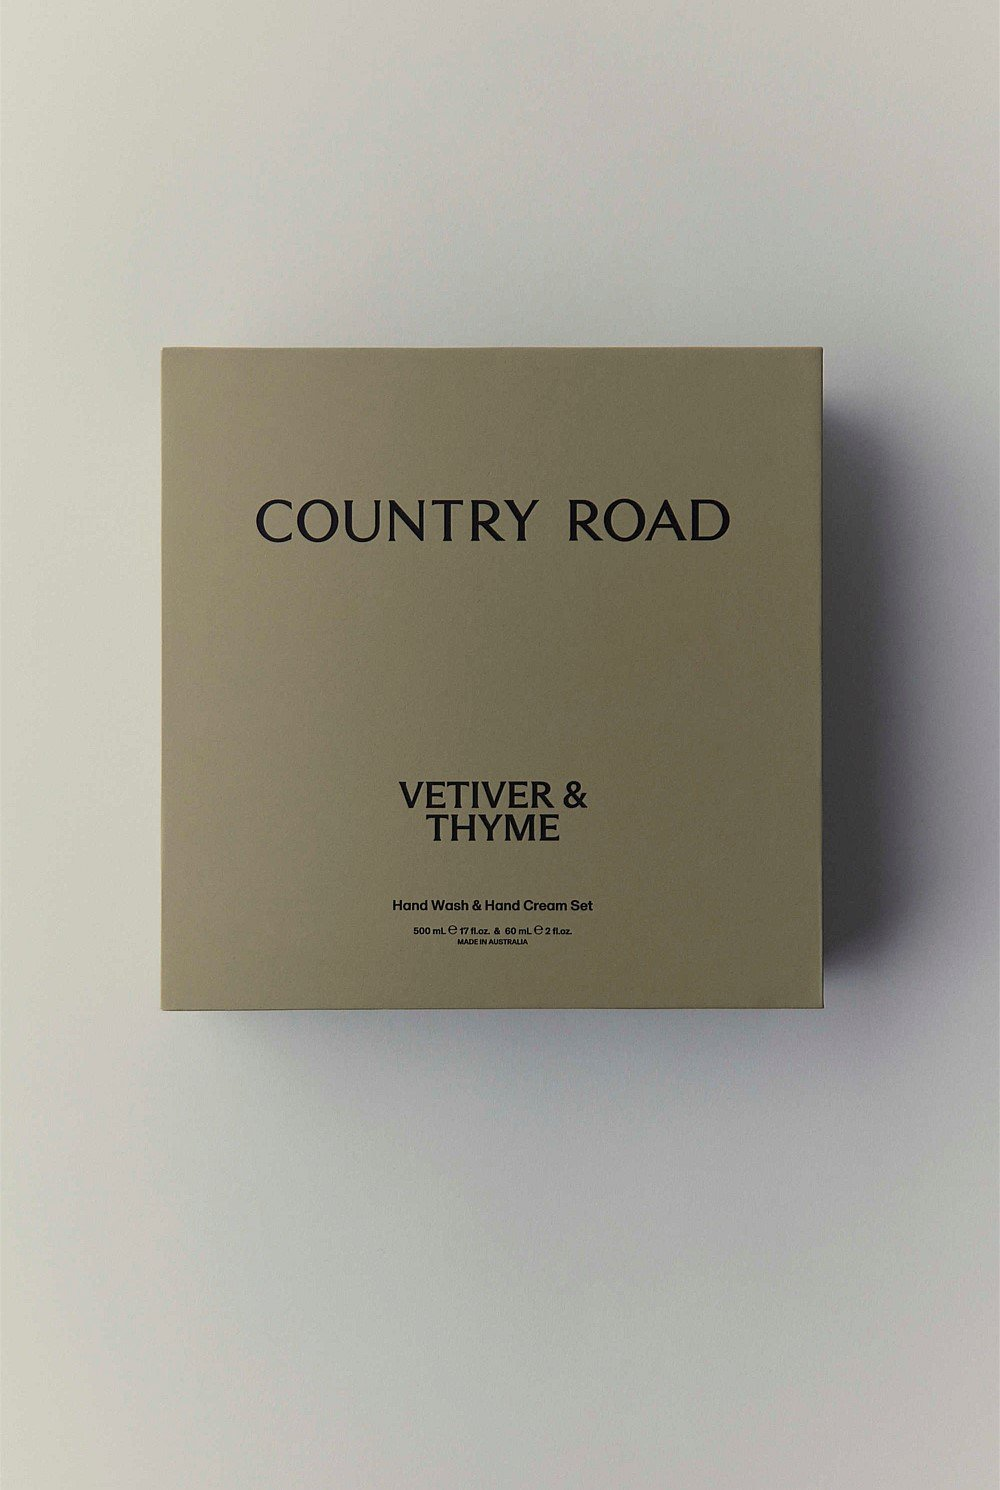 COUNTRY ROAD
VETIVER &
THYME
Hand Wash & Hand Cream Set
500 mL ℮ 17 fl.oz. & 60 mL ℮ 2 fl.oz.
MADE IN AUSTRALIA